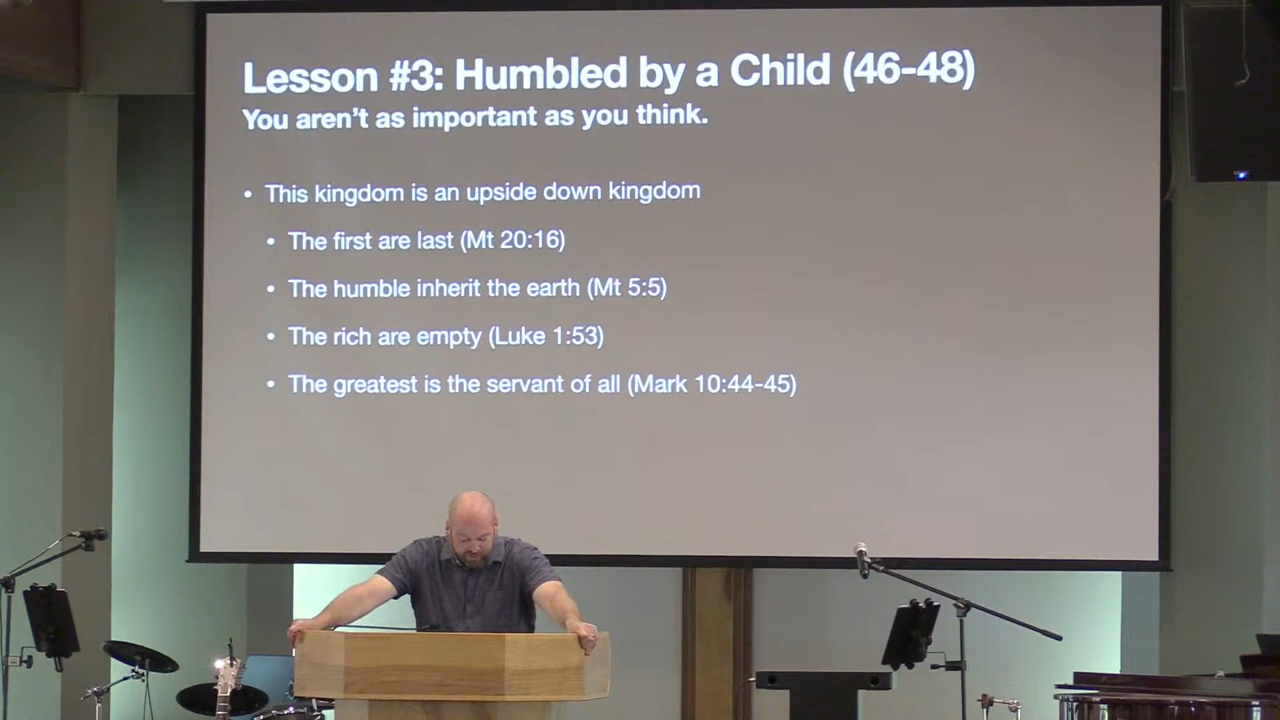 Lesson #3: Humbled by a Child (46-48)
You aren't as important as you think.
• This kingdom is an upside down kingdom
• The first are last (Mt 20:16)
• The humble inherit the earth (Mt 5:5)
• The rich are empty (Luke 1:53)
• The greatest is the servant of all (Mark 10:44-45)